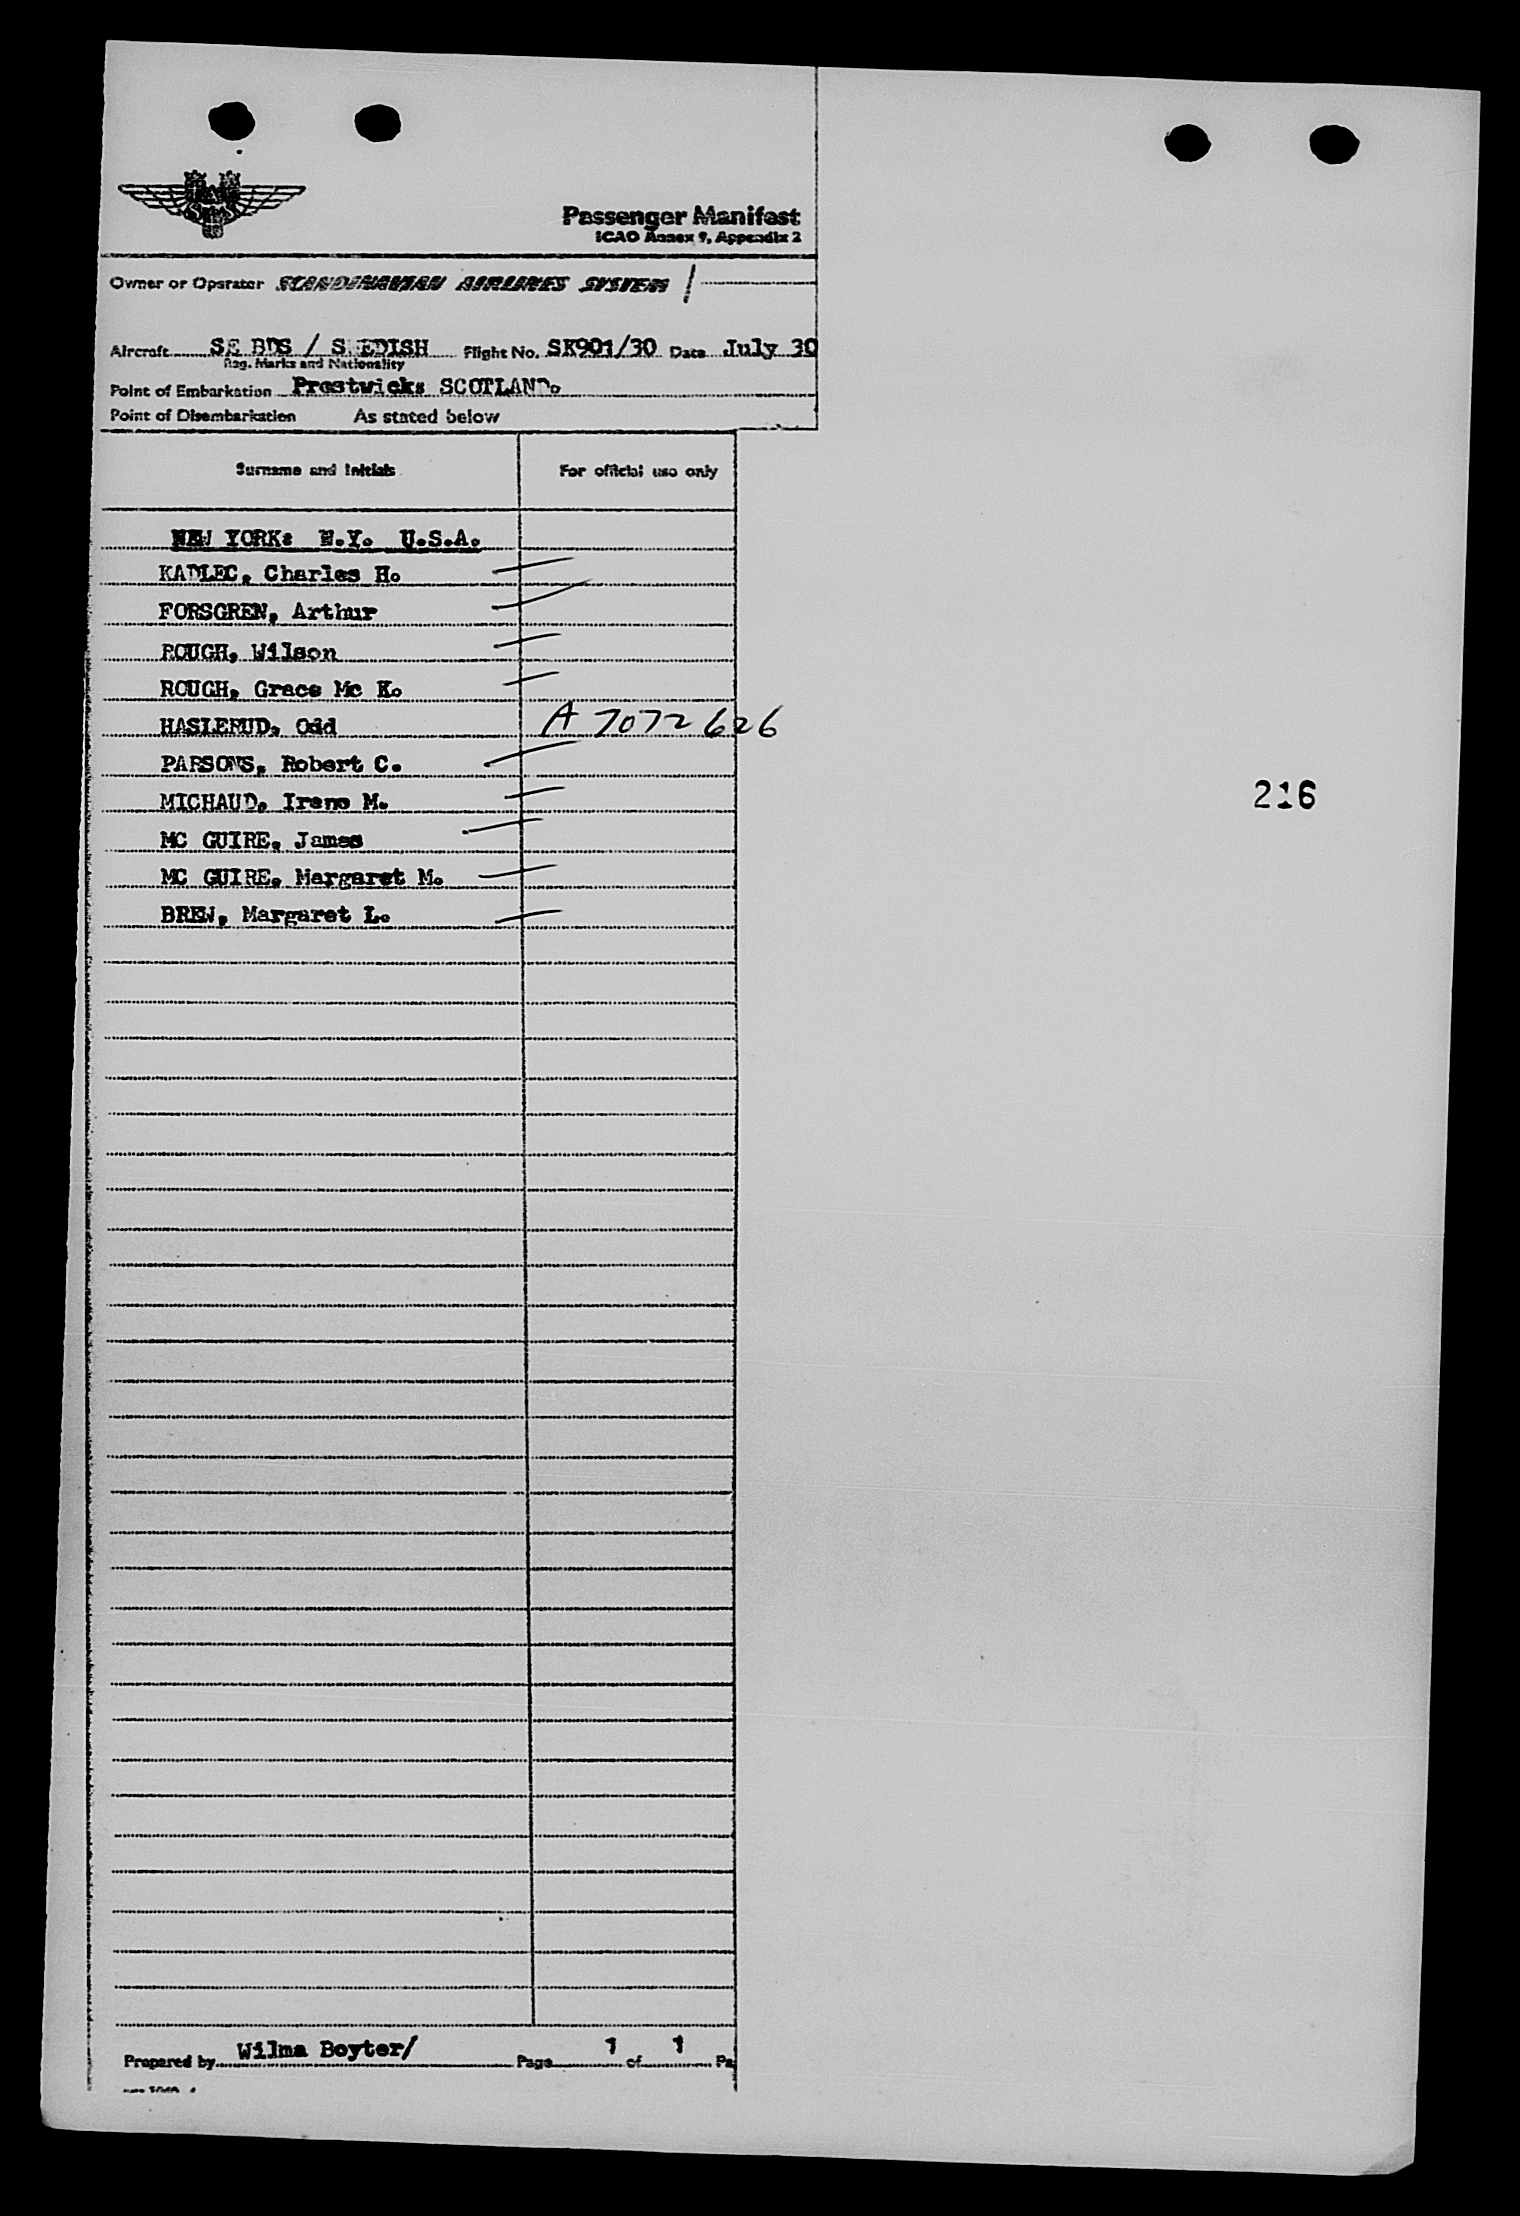 Passenger Manifest
ICAO Annex 9, Appendix 2
Owner or Operator SCANDINAVIAN AIRLINES SYSTEM /
Aircraft SE BDS / SWEDISH Flight No. SK901/30 Date July 30
Reg. Marks and Nationality
Point of Embarkation Prestwick: SCOTLAND.
Point of Disembarkation As stated below
Surname and Initials For official use only
NEW YORK: N.Y. U.S.A.
KADLEC, Charles H.
FORSGREN, Arthur
ROUGH, Wilson
ROUGH, Grace Mc K.
HASLERUD, Odd A 7072626
PARSONS, Robert C.
MICHAUD, Irene M.
216
MC GUIRE, James
MC GUIRE, Margaret M.
BREW, Margaret L.
Prepared by Wilma Boyter/ Page 1 of 1 Pa